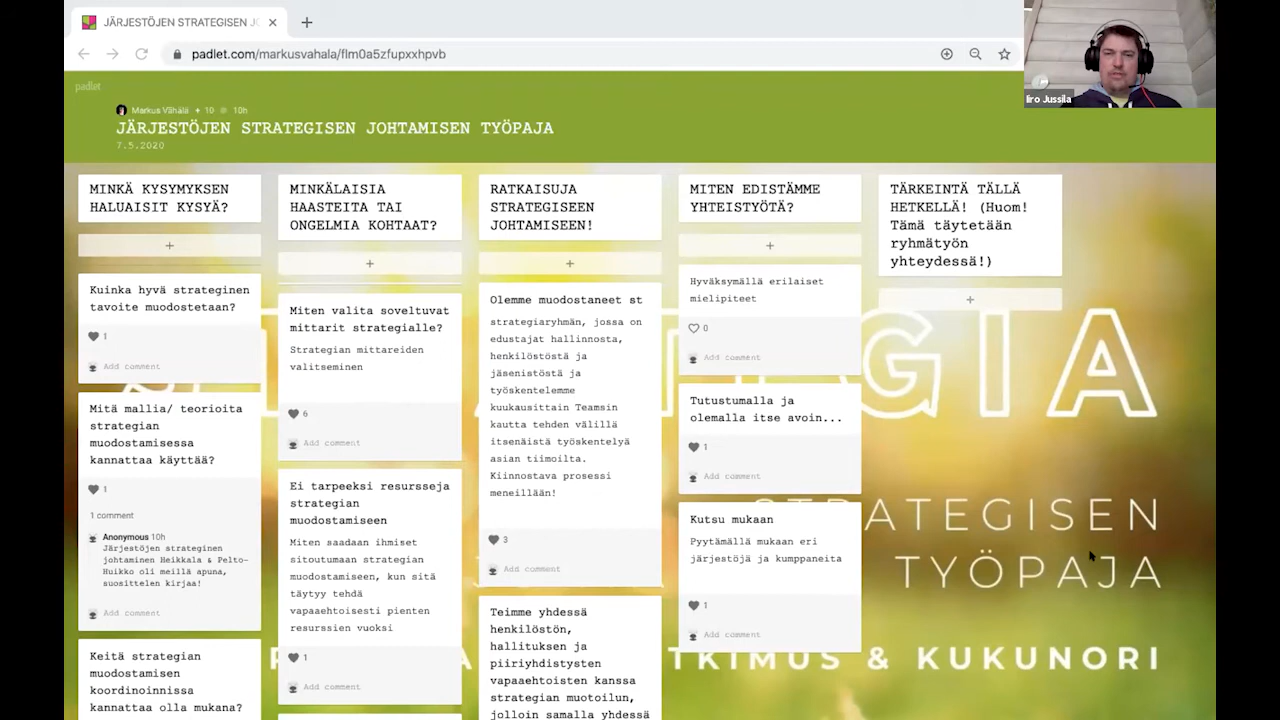 JÄRJESTÖJEN STRATEGISEN JO
padlet.com/markusvahala/flm0a5zfupxxhpvb
Iiro Jussila
padlet
Markus Vähälä + 10 10h
JÄRJESTÖJEN STRATEGISEN JOHTAMISEN TYÖPAJA
7.5.2020
MINKÄ KYSYMYKSEN
HALUAISIT KYSYÄ?
+
Kuinka hyvä strateginen
tavoite muodostetaan?
1
Add comment
Mitä mallia/ teorioita
strategian
muodostamisessa
kannattaa käyttää?
1
1 comment
Anonymous 10h
Järjestöjen strateginen
johtaminen Heikkala & Pelto-
Huikko oli meillä apuna,
suosittelen kirjaa!
Add comment
Keitä strategian
muodostamisen
koordinoinnissa
kannattaa olla mukana?
MINKÄLAISIA
HAASTEITA TAI
ONGELMIA KOHTAAT?
+
Miten valita soveltuvat
mittarit strategialle?
Strategian mittareiden
valitseminen
6
Add comment
Ei tarpeeksi resursseja
strategian
muodostamiseen
Miten saadaan ihmiset
sitoutumaan strategian
muodostamiseen, kun sitä
täytyy tehdä
vapaaehtoisesti pienten
resurssien vuoksi
1
Add comment
RATKAISUJA
STRATEGISEEN
JOHTAMISEEN!
+
Olemme muodostaneet st
strategiaryhmän, jossa on
edustajat hallinnosta,
henkilöstöstä ja
jäsenistöstä ja
työskentelemme
kuukausittain Teamsin
kautta tehden välillä
itsenäistä työskentelyä
asian tiimoilta.
Kiinnostava prosessi
meneillään!
3
Add comment
Teimme yhdessä
henkilöstön,
hallituksen ja
piiriyhdistysten
vapaaehtoisten kanssa
strategian muotoilun,
jolloin samalla yhdessä
MITEN EDISTÄMME
YHTEISTYÖTÄ?
+
Hyväksymällä erilaiset
mielipiteet
0
Add comment
Tutustumalla ja
olemalla itse avoin...
1
Add comment
Kutsu mukaan
Pyytämällä mukaan eri
järjestöjä ja kumppaneita
1
Add comment
TÄRKEINTÄ TÄLLÄ
HETKELLÄ! (Huom!
Tämä täytetään
ryhmätyön
yhteydessä!)
+
GIA
ATEGISEN
TYÖPAJA
TKIMUS & KUKUNORI